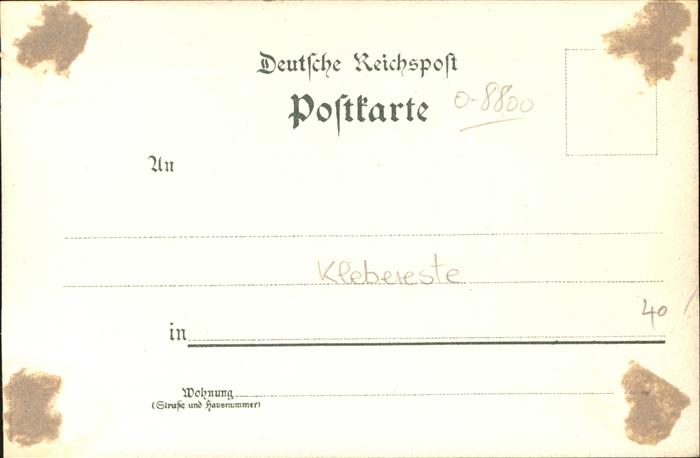 Deutſche Reichspoſt
Poſtkarte
0-8800
An
Klebereste
40
in
Wohnung
(Straße und Hausnummer)